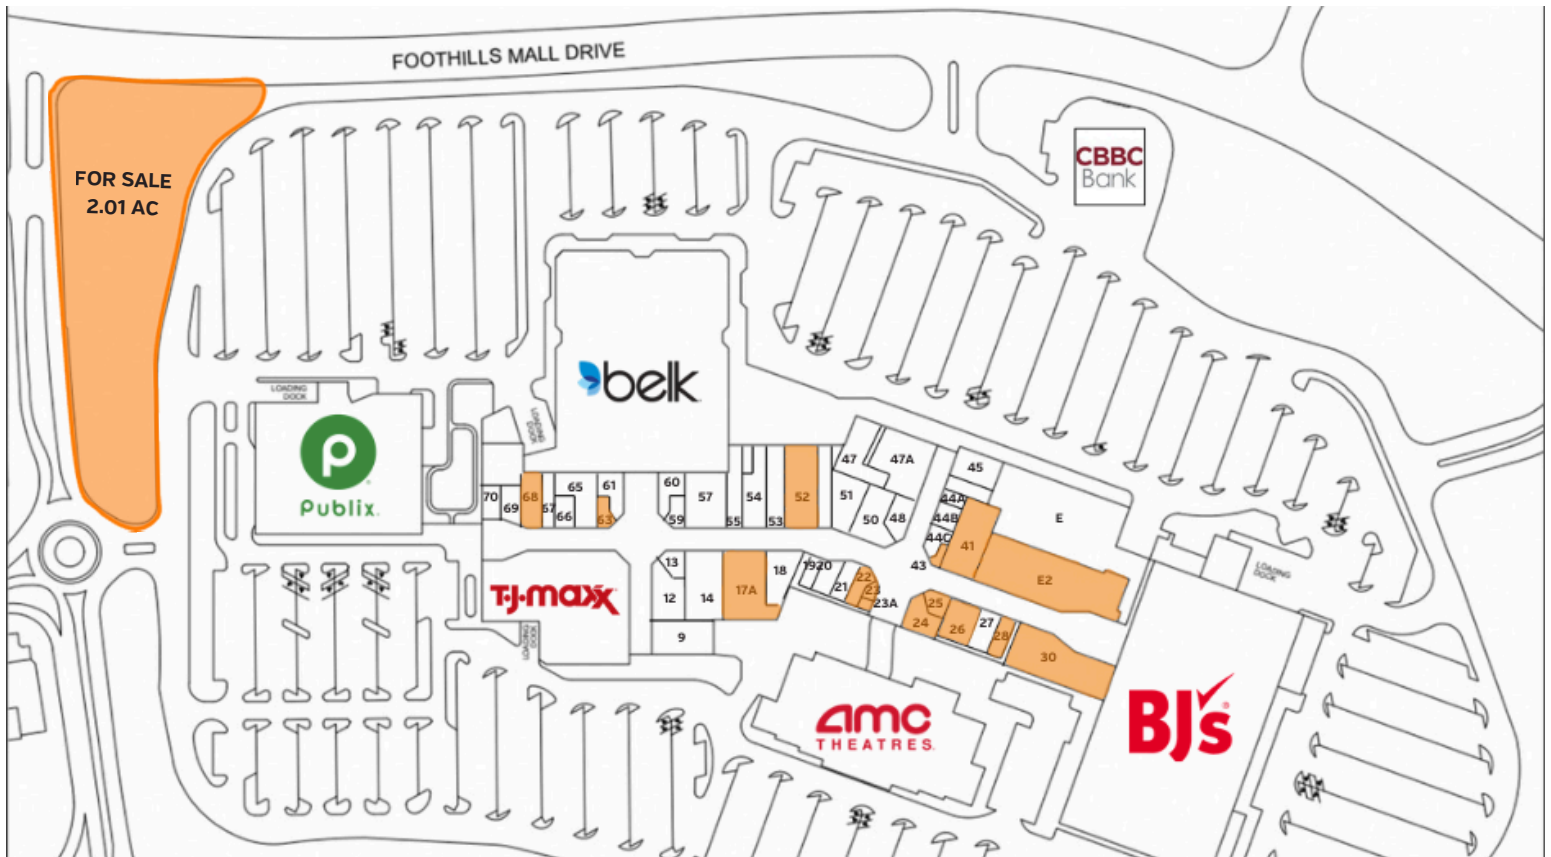 FOOTHILLS MALL DRIVE
FOR SALE
2.01 AC
CBBC
Bank
belk
LOADING
DOCK
LOADING
DOCK
Publix
47
47A
45
70
69
68
67
66
65
61
63
60
59
57
55
54
53
52
51
50
48
44A
44B
44C
43
41
E
E2
LOADING
DOCK
TJ·maxx
LOADING
DOCK
13
12
14
9
17A
18
19
20
21
22
23
23A
24
25
26
27
28
30
amc
THEATRES
BJ's